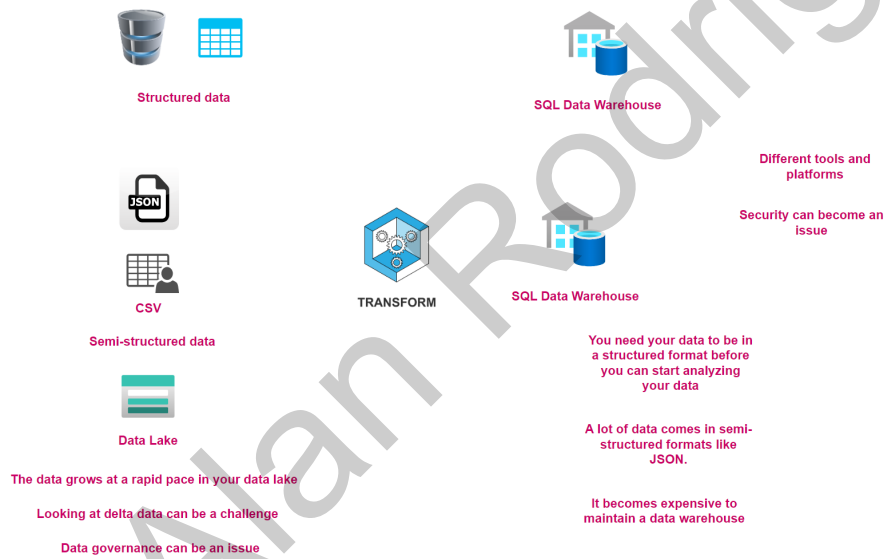 Structured data
SQL Data Warehouse
Different tools and
platforms
Security can become an
issue
JSON
CSV
Semi-structured data
TRANSFORM
SQL Data Warehouse
You need your data to be in
a structured format before
you can start analyzing
your data
A lot of data comes in semi-
structured formats like
JSON.
It becomes expensive to
maintain a data warehouse
Data Lake
The data grows at a rapid pace in your data lake
Looking at delta data can be a challenge
Data governance can be an issue
Alan Rodrig